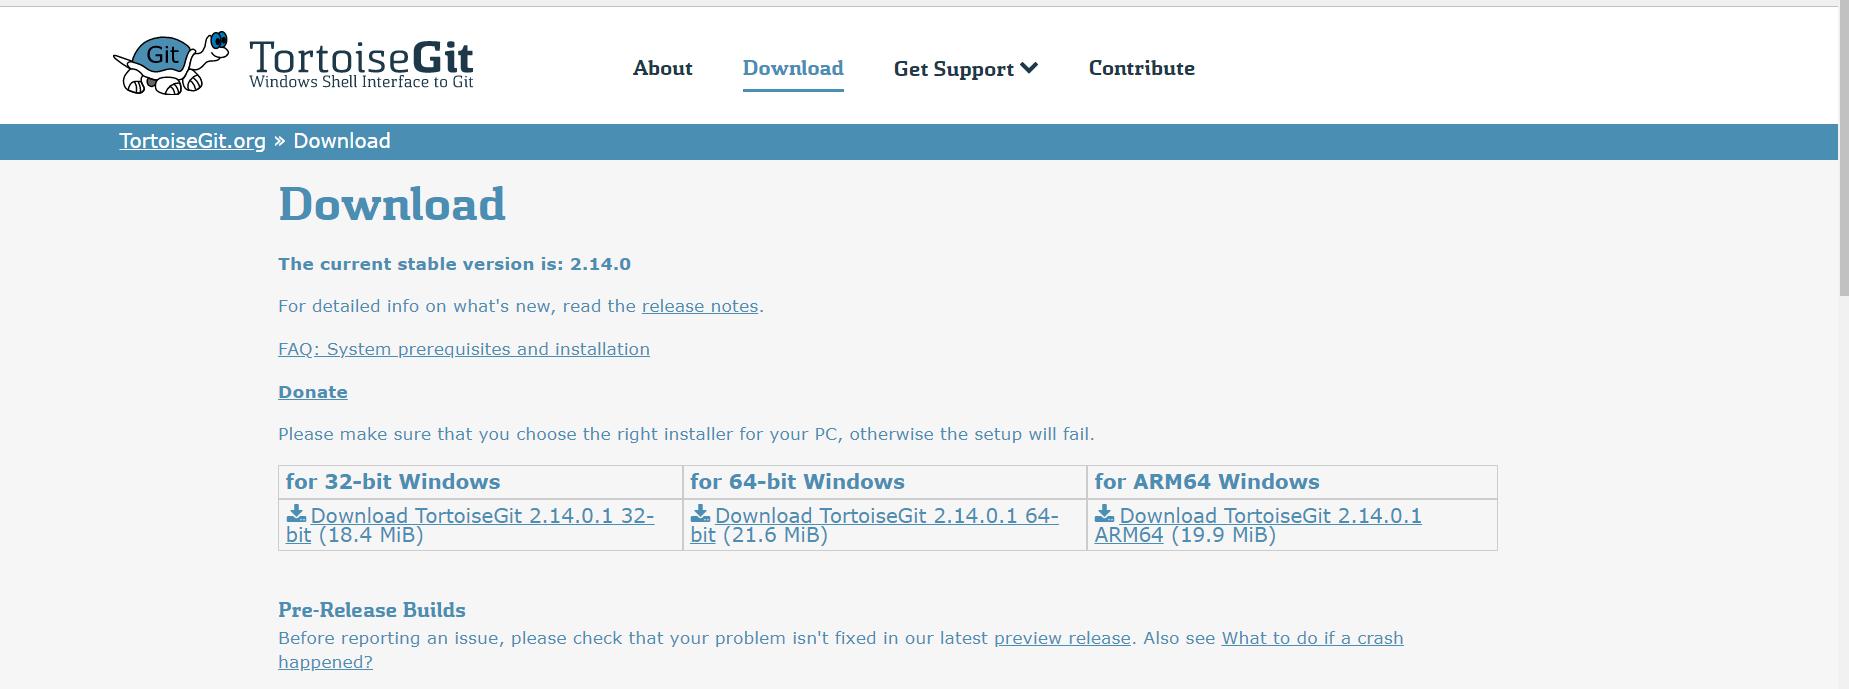 Git
TortoiseGit
Windows Shell Interface to Git
About
Download
Get Support
Contribute
TortoiseGit.org » Download
Download
The current stable version is: 2.14.0
For detailed info on what's new, read the release notes.
FAQ: System prerequisites and installation
Donate
Please make sure that you choose the right installer for your PC, otherwise the setup will fail.
for 32-bit Windows
for 64-bit Windows
for ARM64 Windows
Download TortoiseGit 2.14.0.1 32-
bit (18.4 MiB)
Download TortoiseGit 2.14.0.1 64-
bit (21.6 MiB)
Download TortoiseGit 2.14.0.1
ARM64 (19.9 MiB)
Pre-Release Builds
Before reporting an issue, please check that your problem isn't fixed in our latest preview release. Also see What to do if a crash
happened?